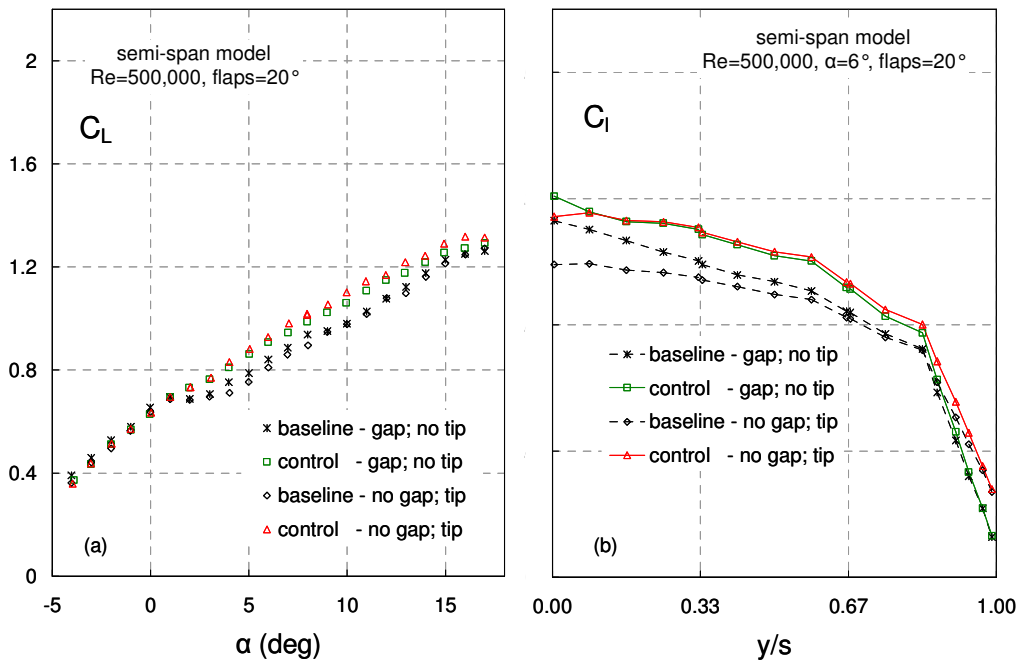 semi-span model
Re=500,000, flaps=20°
C_L
2
1.6
1.2
0.8
0.4
0
-5
0
5
10
15
α (deg)
baseline - gap; no tip
control - gap; no tip
baseline - no gap; tip
control - no gap; tip
(a)
semi-span model
Re=500,000, α=6°, flaps=20°
C_l
baseline - gap; no tip
control - gap; no tip
baseline - no gap; tip
control - no gap; tip
(b)
0.00
0.33
0.67
1.00
y/s